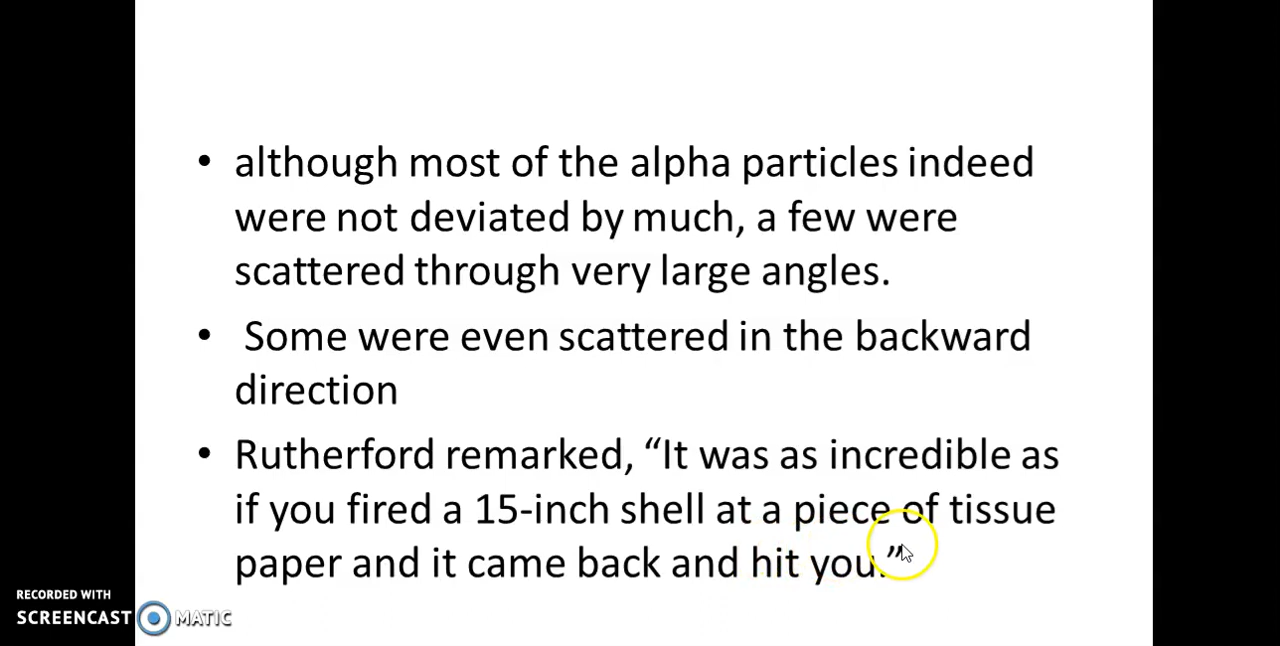 • although most of the alpha particles indeed
were not deviated by much, a few were
scattered through very large angles.
• Some were even scattered in the backward
direction
• Rutherford remarked, “It was as incredible as
if you fired a 15-inch shell at a piece of tissue
paper and it came back and hit you.”
RECORDED WITH
SCREENCAST MATIC